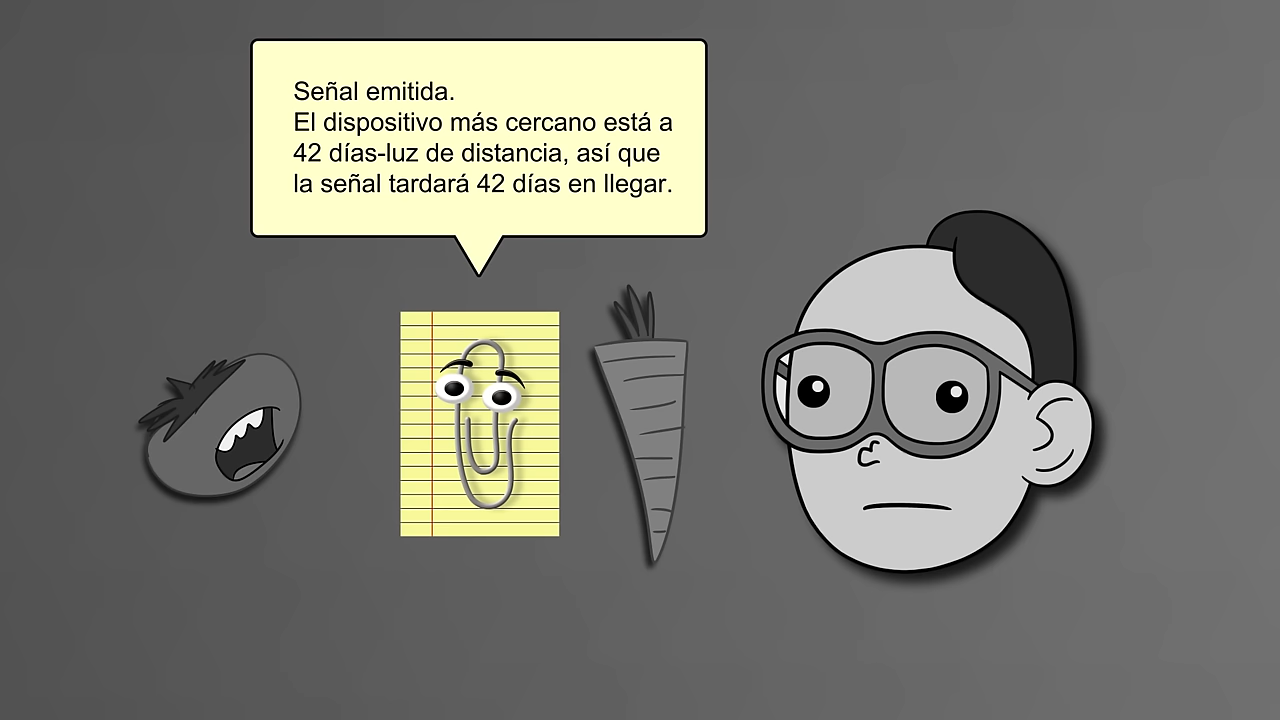 Señal emitida.
El dispositivo más cercano está a
42 días-luz de distancia, así que
la señal tardará 42 días en llegar.